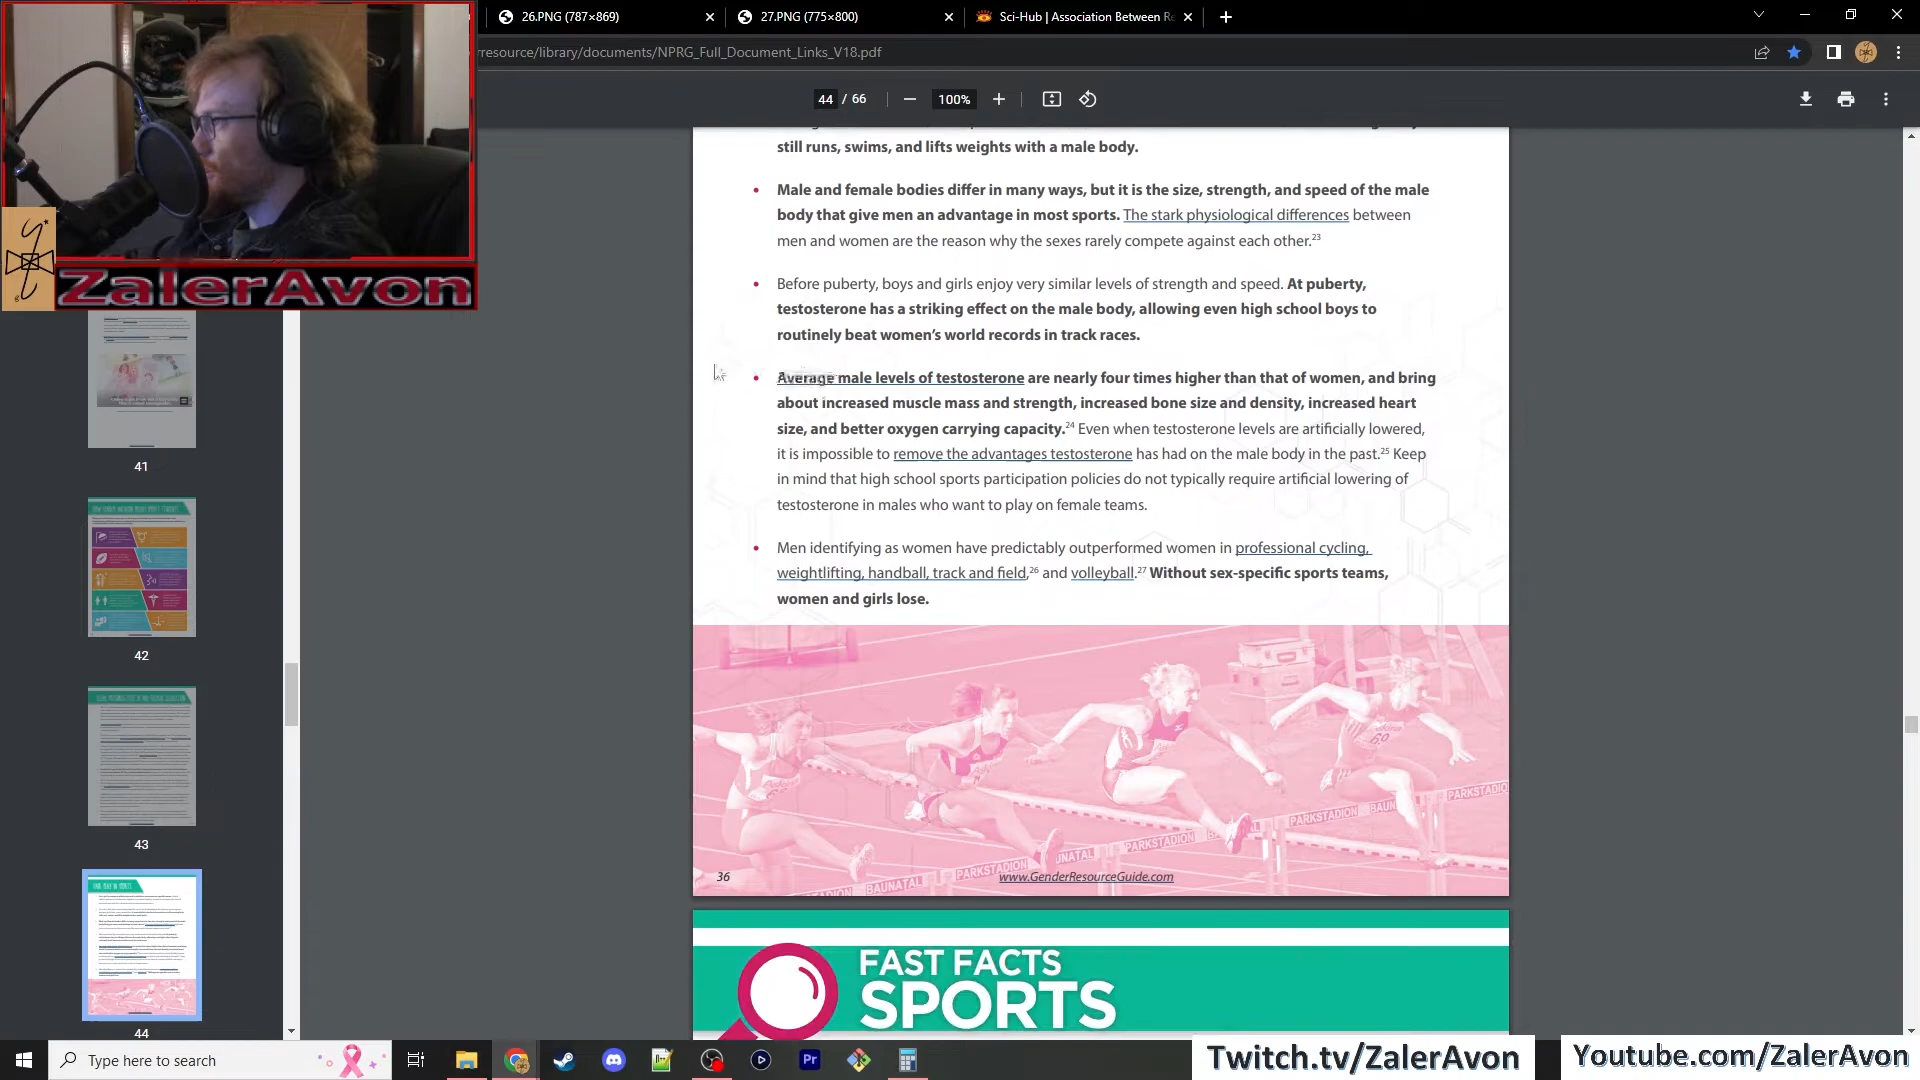 26.PNG (787×869)
27.PNG (775×800)
Sci-Hub | Association Between Re
rresource/library/documents/NPRG_Full_Document_Links_V18.pdf
44 / 66
100%
still runs, swims, and lifts weights with a male body.
• Male and female bodies differ in many ways, but it is the size, strength, and speed of the male
body that give men an advantage in most sports. The stark physiological differences between
men and women are the reason why the sexes rarely compete against each other.23
• Before puberty, boys and girls enjoy very similar levels of strength and speed. At puberty,
testosterone has a striking effect on the male body, allowing even high school boys to
routinely beat women's world records in track races.
• Average male levels of testosterone are nearly four times higher than that of women, and bring
about increased muscle mass and strength, increased bone size and density, increased heart
size, and better oxygen carrying capacity.24 Even when testosterone levels are artificially lowered,
it is impossible to remove the advantages testosterone has had on the male body in the past.25 Keep
in mind that high school sports participation policies do not typically require artificial lowering of
testosterone in males who want to play on female teams.
• Men identifying as women have predictably outperformed women in professional cycling,
weightlifting, handball, track and field,26 and volleyball.27 Without sex-specific sports teams,
women and girls lose.
69
BAUNATAL
PARKSTADION
BAUNATAL
PARKSTADION
BAUNATAL
PARKSTADION
PARKSTADION
36
www.GenderResourceGuide.com
FAST FACTS
SPORTS
ZalerAvon
41
42
43
FAIR PLAY IN SPORTS
44
Type here to search
Twitch.tv/ZalerAvon
Youtube.com/ZalerAvon